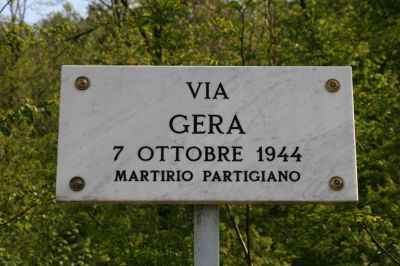 VIA
GERA
7 OTTOBRE 1944
MARTIRIO PARTIGIANO